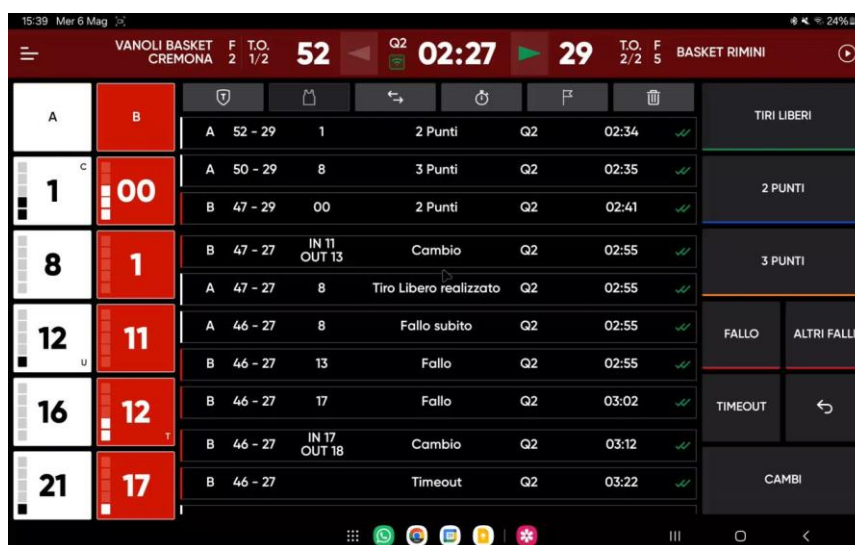 15:39 Mer 6 Mag
24%
VANOLI BASKET CREMONA F 2 T.O. 1/2 52 Q2 02:27 29 T.O. 2/2 F 5 BASKET RIMINI
A B
TIRI LIBERI
A 52 - 29 1 2 Punti Q2 02:34
A 50 - 29 8 3 Punti Q2 02:35
B 47 - 29 00 2 Punti Q2 02:41
B 47 - 27 IN 11 OUT 13 Cambio Q2 02:55
A 47 - 27 8 Tiro Libero realizzato Q2 02:55
A 46 - 27 8 Fallo subito Q2 02:55
B 46 - 27 13 Fallo Q2 02:55
B 46 - 27 17 Fallo Q2 03:02
B 46 - 27 IN 17 OUT 18 Cambio Q2 03:12
B 46 - 27 Timeout Q2 03:22
1 C 00
8 1
12 U 11
16 12 T
21 17
2 PUNTI
3 PUNTI
FALLO ALTRI FALLI
TIMEOUT
CAMBI